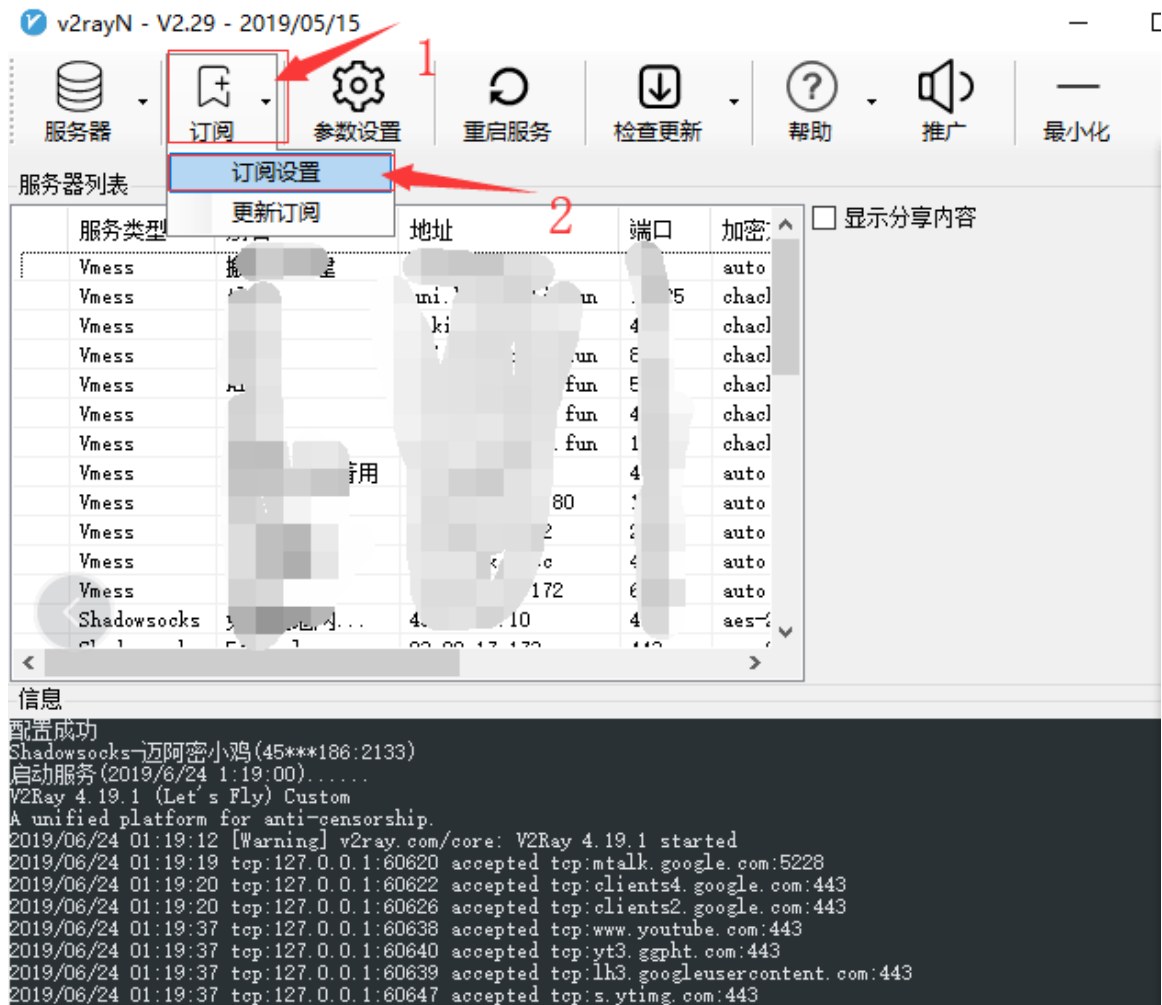 v2rayN - V2.29 - 2019/05/15
1
服务器 订阅 参数设置 重启服务 检查更新 帮助 推广 最小化
订阅设置
2
更新订阅
服务器列表
显示分享内容
服务类型 地址 端口
Vmess auto
Vmess
Vmess
Vmess
Vmess fun
Vmess fun
Vmess fun
Vmess 用 auto
Vmess 80 auto
Vmess auto
Vmess auto
Vmess 172 auto
Shadowsocks
信息
配置成功
Shadowsocks-迈阿密小鸡(45***186:2133)
启动服务(2019/6/24 1:19:00)......
V2Ray 4.19.1 (Let's Fly) Custom
A unified platform for anti-censorship.
2019/06/24 01:19:12 [Warning] v2ray.com/core: V2Ray 4.19.1 started
2019/06/24 01:19:19 tcp:127.0.0.1:60620 accepted tcp:mtalk.google.com:5228
2019/06/24 01:19:20 tcp:127.0.0.1:60622 accepted tcp:clients4.google.com:443
2019/06/24 01:19:20 tcp:127.0.0.1:60626 accepted tcp:clients2.google.com:443
2019/06/24 01:19:37 tcp:127.0.0.1:60638 accepted tcp:www.youtube.com:443
2019/06/24 01:19:37 tcp:127.0.0.1:60640 accepted tcp:yt3.ggpht.com:443
2019/06/24 01:19:37 tcp:127.0.0.1:60639 accepted tcp:lh3.googleusercontent.com:443
2019/06/24 01:19:37 tcp:127.0.0.1:60647 accepted tcp:s.ytimg.com:443